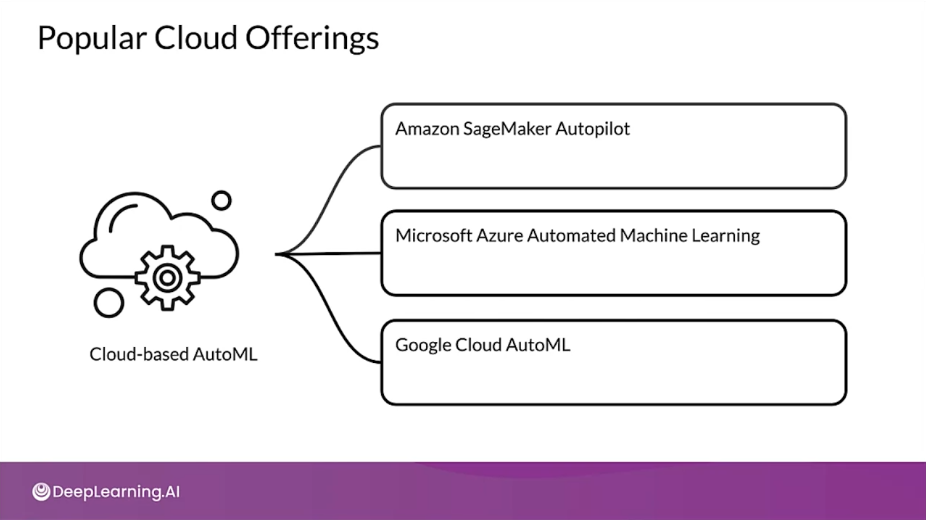 Popular Cloud Offerings
Amazon SageMaker Autopilot
Microsoft Azure Automated Machine Learning
Google Cloud AutoML
Cloud-based AutoML
DeepLearning.AI